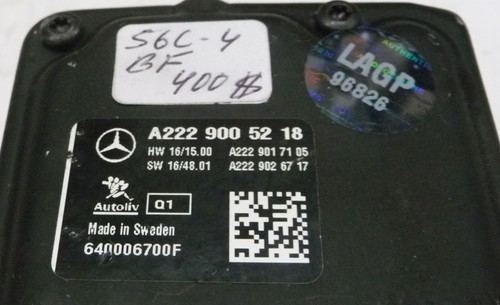 S6C-4
BF
400$
AUTHENTIC
LAGP
96826
A222 900 52 18
HW 16/15.00 A222 901 71 05
SW 16/48.01 A222 902 67 17
Autoliv Q1
Made in Sweden
640006700F